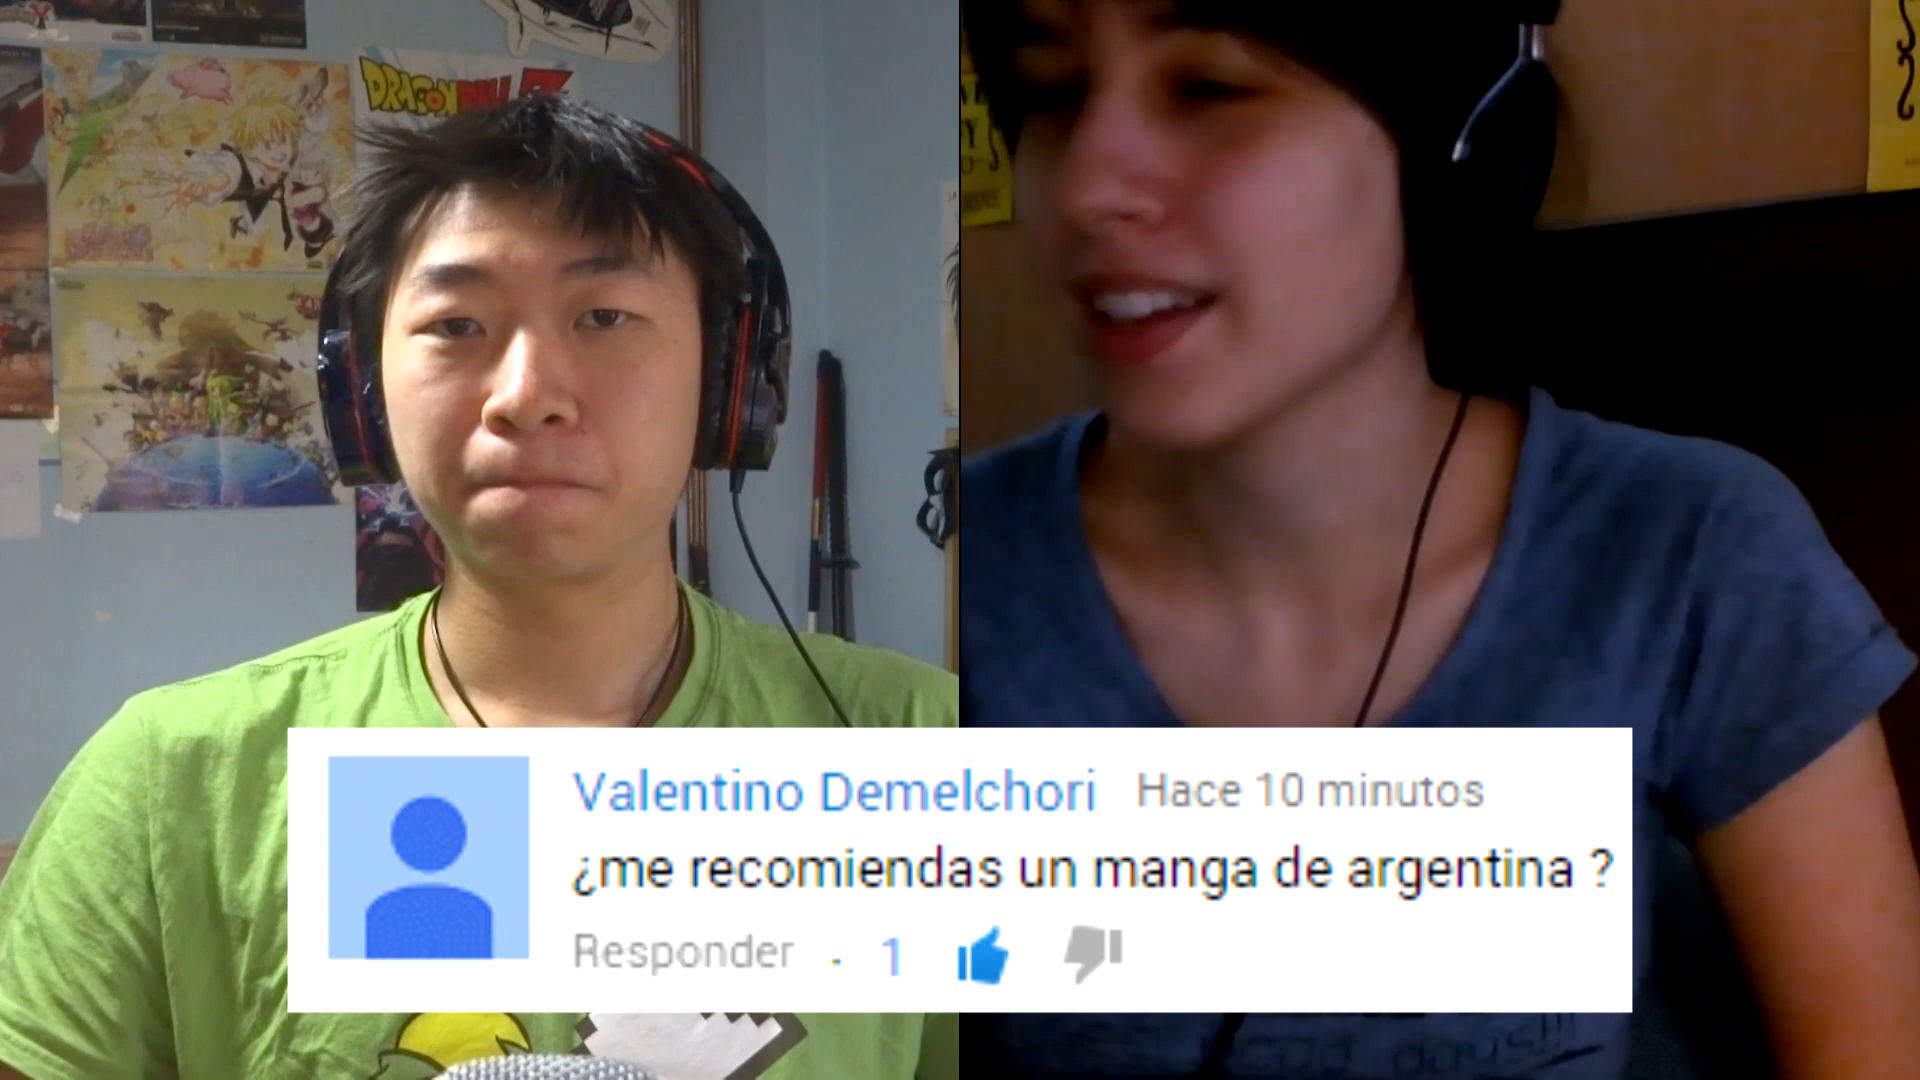 DRAGON BALL Z
Valentino Demelchori Hace 10 minutos
¿me recomiendas un manga de argentina ?
Responder · 1